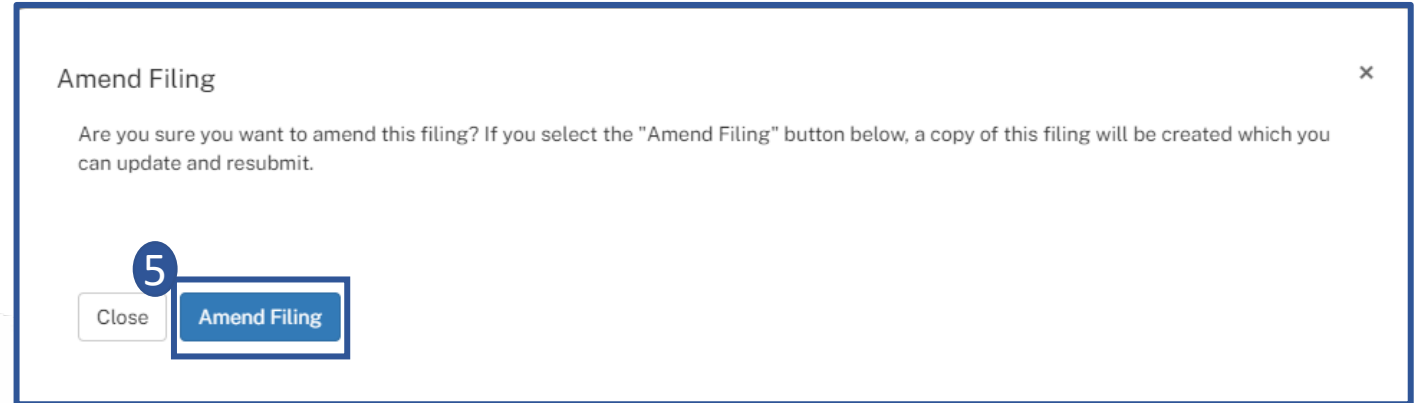 Amend Filing ×
Are you sure you want to amend this filing? If you select the "Amend Filing" button below, a copy of this filing will be created which you
can update and resubmit.
5
Close Amend Filing